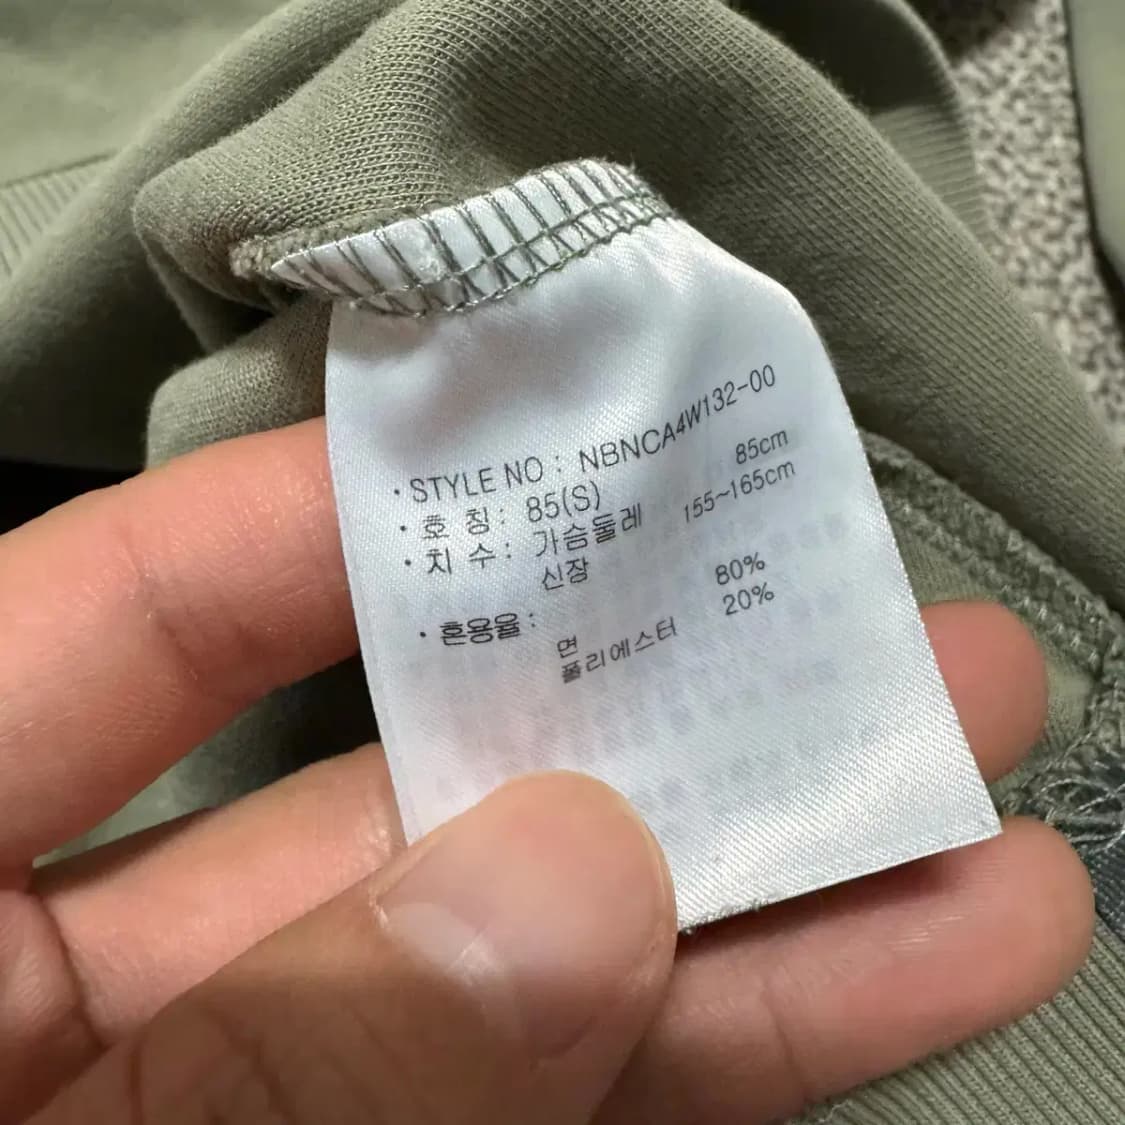 · STYLE NO : NBNCA4W132-00
· 호 칭 : 85(S)
· 치 수 : 가슴둘레 85cm
신장 155~165cm
· 혼용율 :
면 80%
폴리에스터 20%